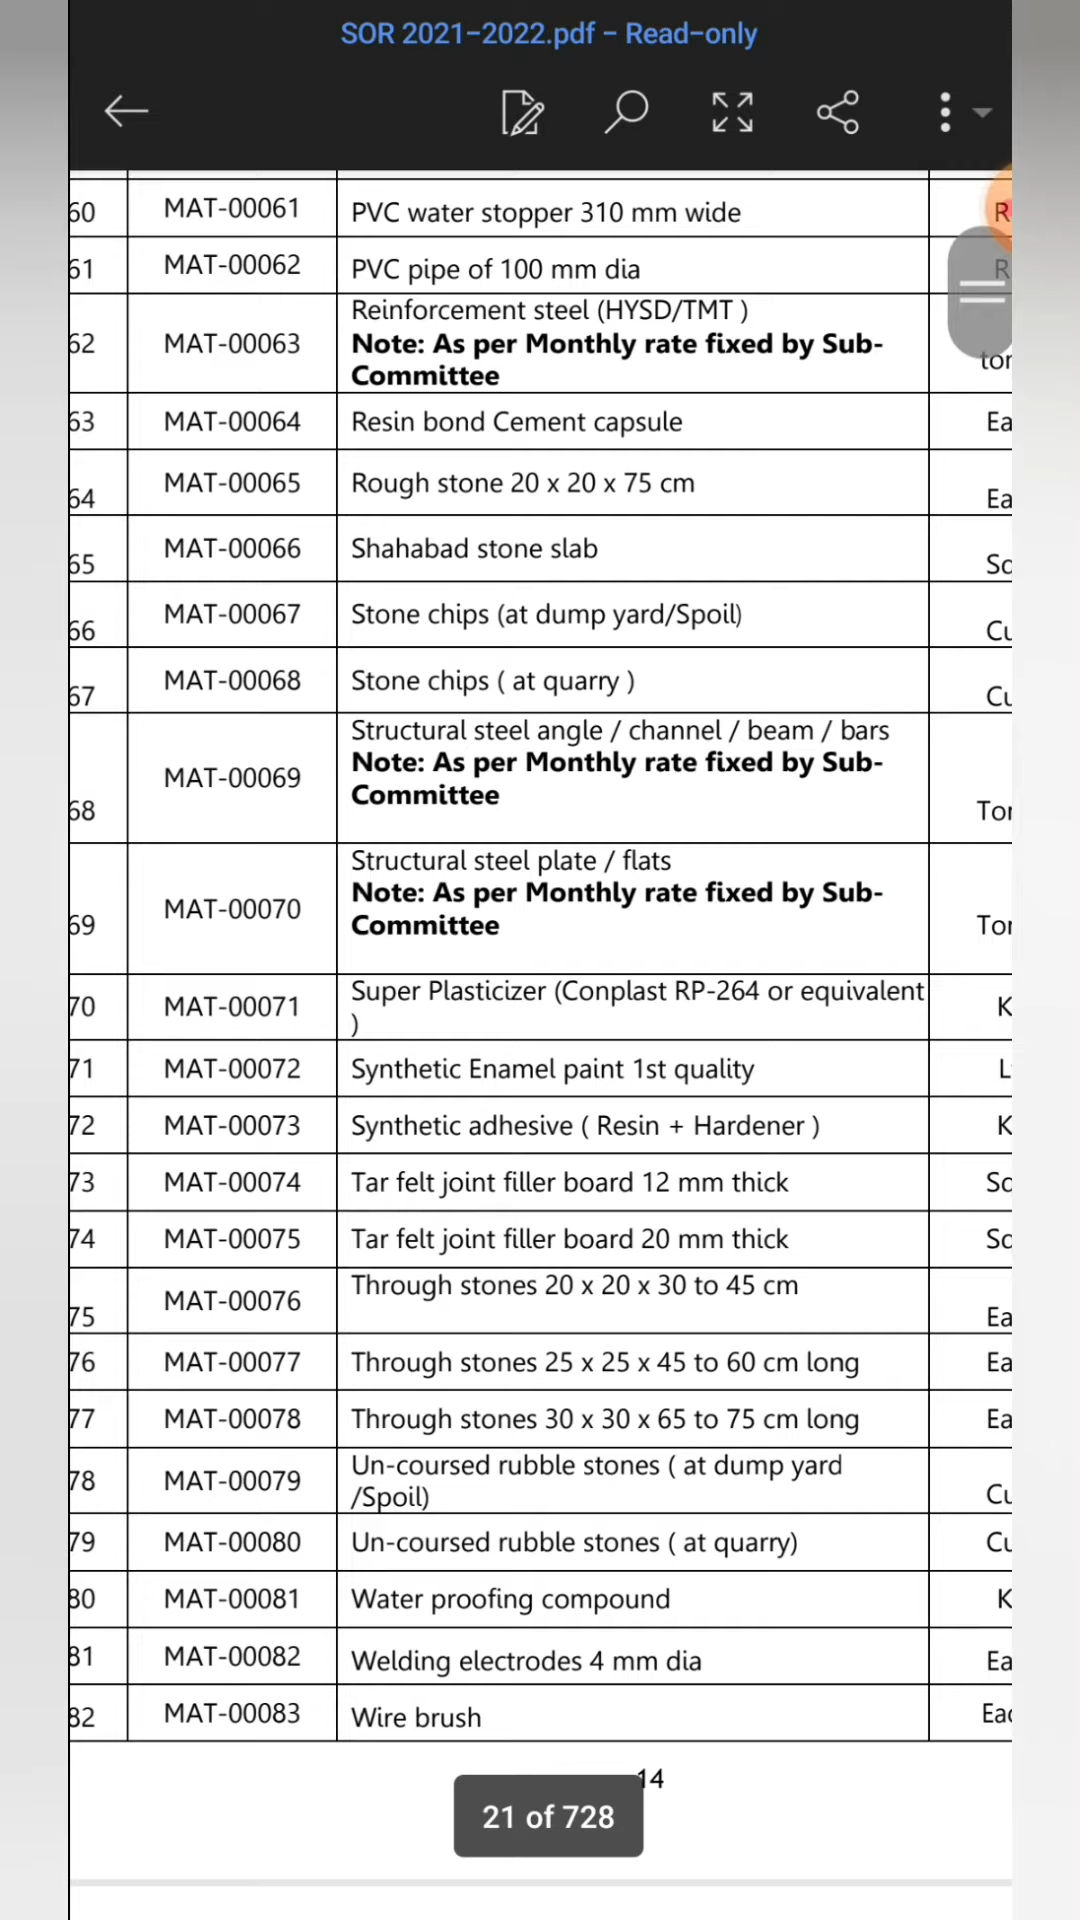 SOR 2021-2022.pdf - Read-only
60 MAT-00061 PVC water stopper 310 mm wide R
61 MAT-00062 PVC pipe of 100 mm dia R
Reinforcement steel (HYSD/TMT )
62 MAT-00063 Note: As per Monthly rate fixed by Sub-
Committee
63 MAT-00064 Resin bond Cement capsule Ea
64 MAT-00065 Rough stone 20 x 20 x 75 cm Ea
65 MAT-00066 Shahabad stone slab
66 MAT-00067 Stone chips (at dump yard/Spoil)
67 MAT-00068 Stone chips ( at quarry )
Structural steel angle / channel / beam / bars
MAT-00069 Note: As per Monthly rate fixed by Sub-
Committee
68
Structural steel plate / flats
Note: As per Monthly rate fixed by Sub-
MAT-00070
69 Committee
Super Plasticizer (Conplast RP-264 or equivalent
70 MAT-00071 K
)
71 MAT-00072 Synthetic Enamel paint 1st quality
72 MAT-00073 Synthetic adhesive ( Resin + Hardener ) K
73 MAT-00074 Tar felt joint filler board 12 mm thick
74 MAT-00075 Tar felt joint filler board 20 mm thick
Through stones 20 x 20 x 30 to 45 cm
75 MAT-00076 Ea
76 MAT-00077 Through stones 25 x 25 x 45 to 60 cm long Ea
77 MAT-00078 Through stones 30 x 30 x 65 to 75 cm long Ea
Un-coursed rubble stones ( at dump yard
78 MAT-00079
/Spoil)
79 MAT-00080 Un-coursed rubble stones ( at quarry)
80 MAT-00081 Water proofing compound K
81 MAT-00082 Welding electrodes 4 mm dia Ea
82 MAT-00083 Wire brush
14
21 of 728